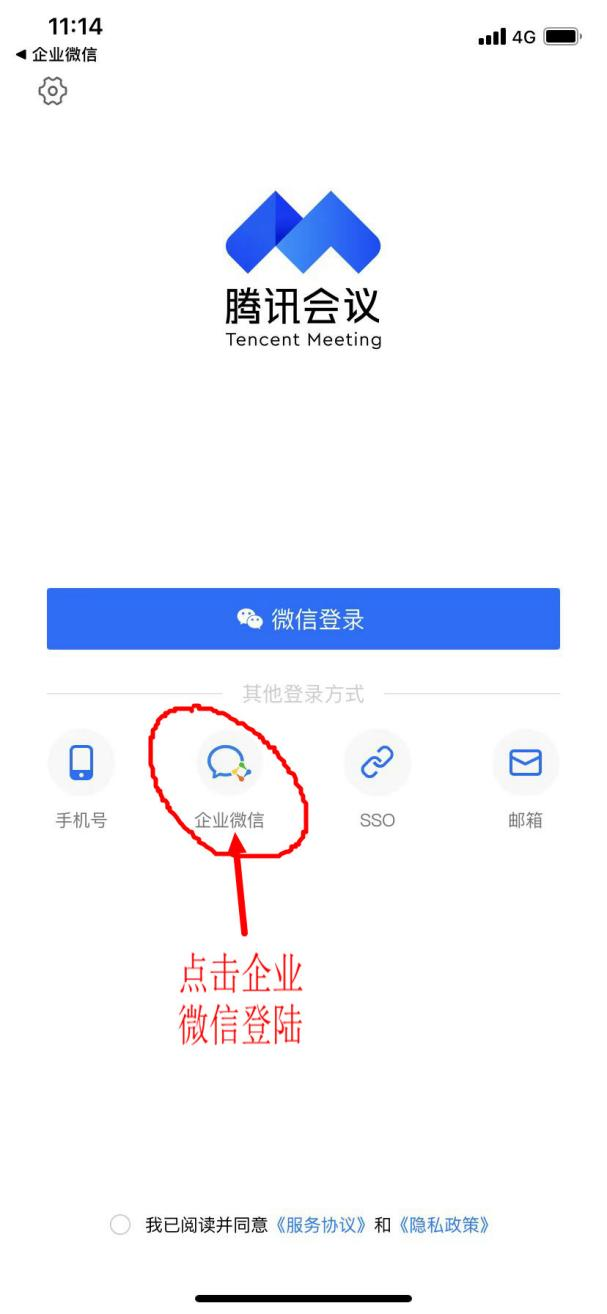 11:14
4G
◀ 企业微信
腾讯会议
Tencent Meeting
微信登录
其他登录方式
手机号 企业微信 SSO 邮箱
点击企业
微信登陆
我已阅读并同意《服务协议》和《隐私政策》